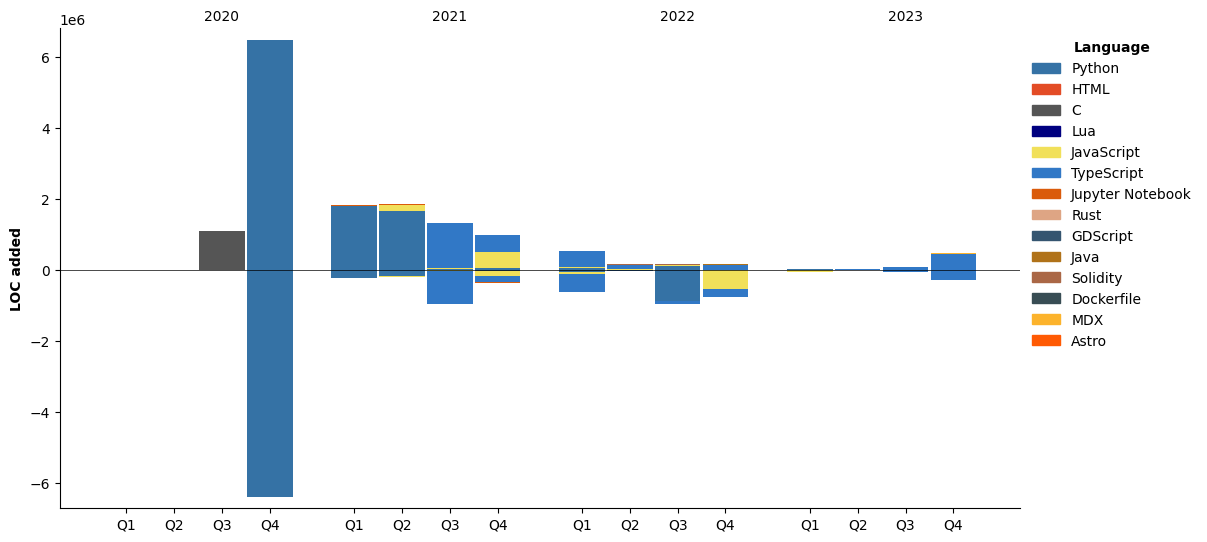 1e6
2020 2021 2022 2023
LOC added
6
4
2
0
−2
−4
−6
Q1 Q2 Q3 Q4 Q1 Q2 Q3 Q4 Q1 Q2 Q3 Q4 Q1 Q2 Q3 Q4
Language
Python
HTML
C
Lua
JavaScript
TypeScript
Jupyter Notebook
Rust
GDScript
Java
Solidity
Dockerfile
MDX
Astro